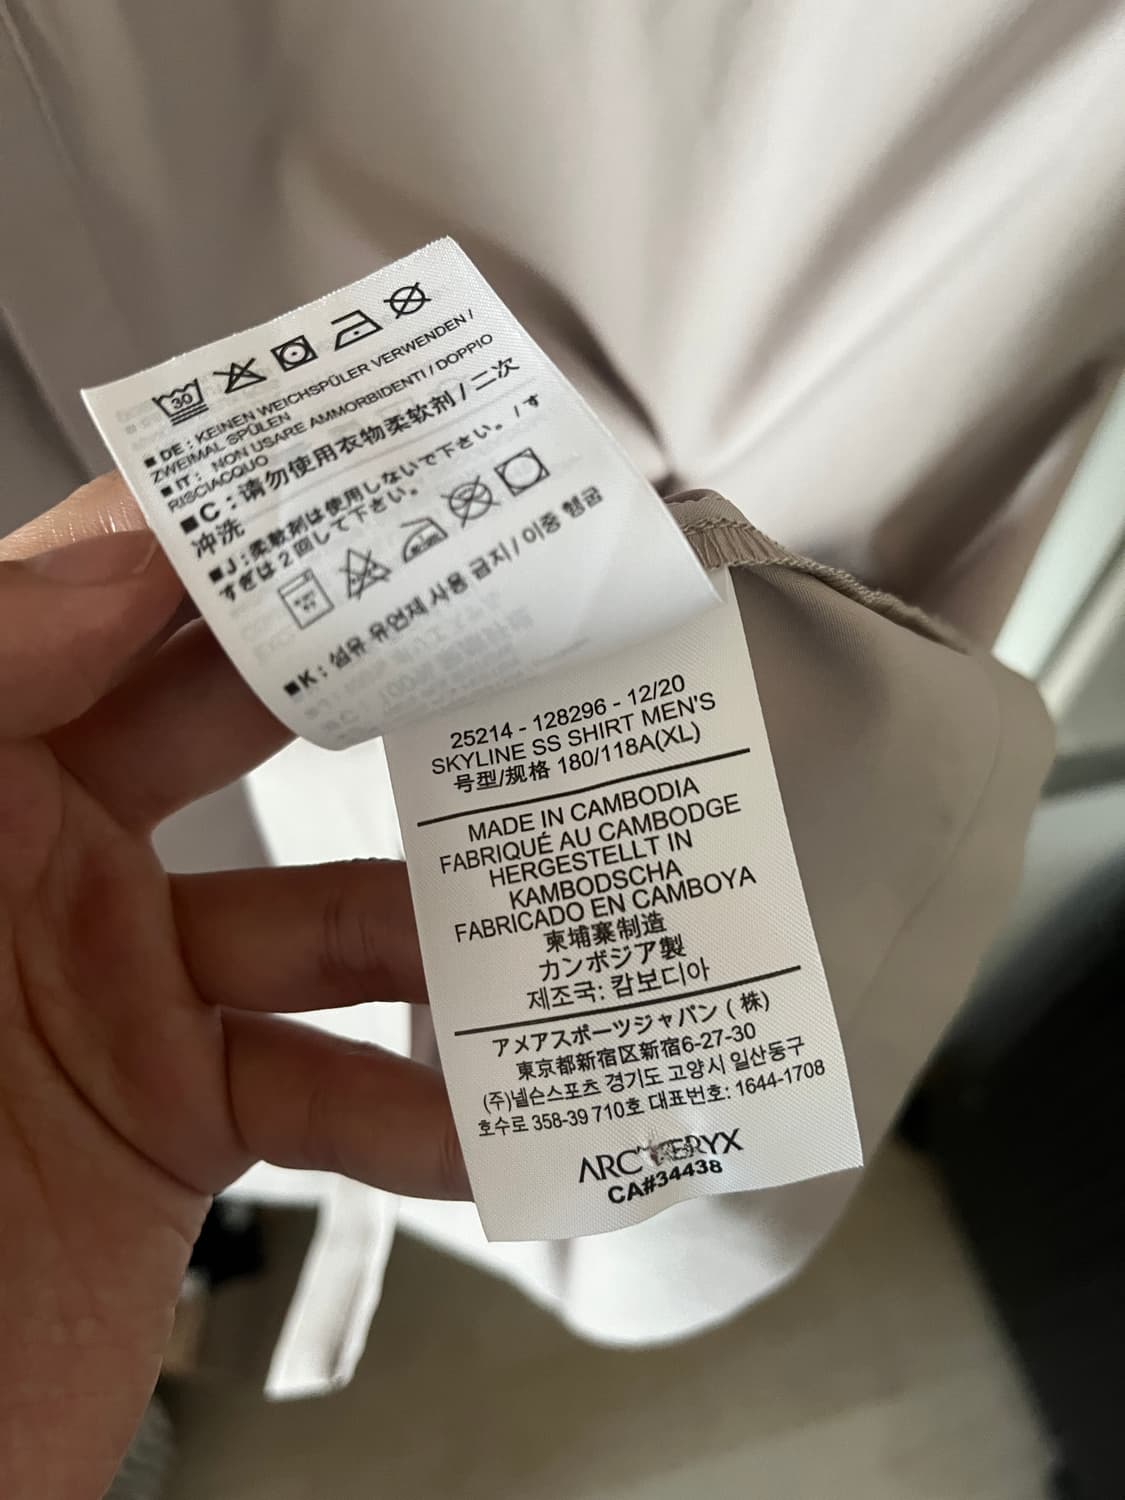 30
■ DE : KEINEN WEICHSPÜLER VERWENDEN /
ZWEIMAL SPÜLEN
■ IT : NON USARE AMMORBIDENTI / DOPPIO
RISCIACQUO
■C : 请勿使用衣物柔软剂 / 二次
冲洗
■J : 柔軟剤は使用しないで下さい。 / す
すぎは2回して下さい。
■K : 섬유 유연제 사용 금지 / 이중 헹굼
25214 - 128296 - 12/20
SKYLINE SS SHIRT MEN'S
号型/规格 180/118A(XL)
MADE IN CAMBODIA
FABRIQUÉ AU CAMBODGE
HERGESTELLT IN
KAMBODSCHA
FABRICADO EN CAMBOYA
柬埔寨制造
カンボジア製
제조국: 캄보디아
アメアスポーツジャパン ( 株)
東京都新宿区新宿6-27-30
(주)넬슨스포츠 경기도 고양시 일산동구
호수로 358-39 710호 대표번호: 1644-1708
ARC'TERYX
CA#34438